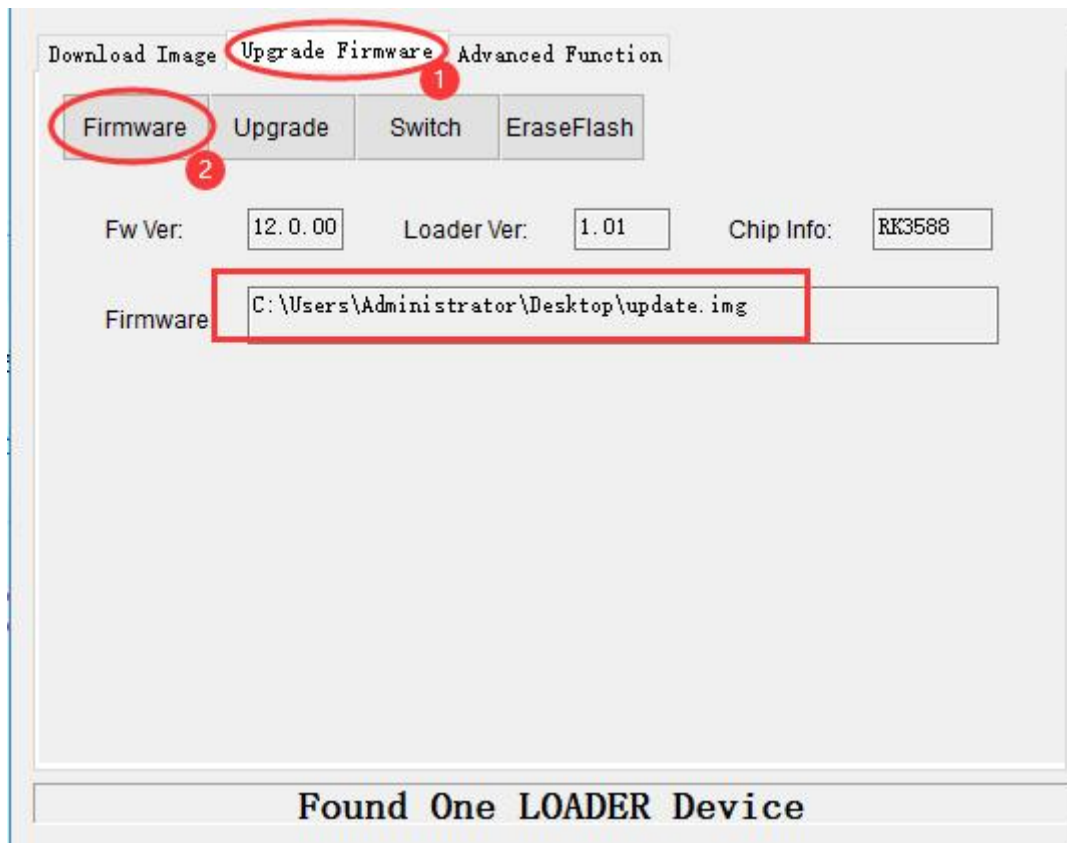 Download Image Upgrade Firmware Advanced Function
1
Firmware Upgrade Switch EraseFlash
2
Fw Ver: 12.0.00 Loader Ver: 1.01 Chip Info: RK3588
Firmware C:\Users\Administrator\Desktop\update.img
Found One LOADER Device